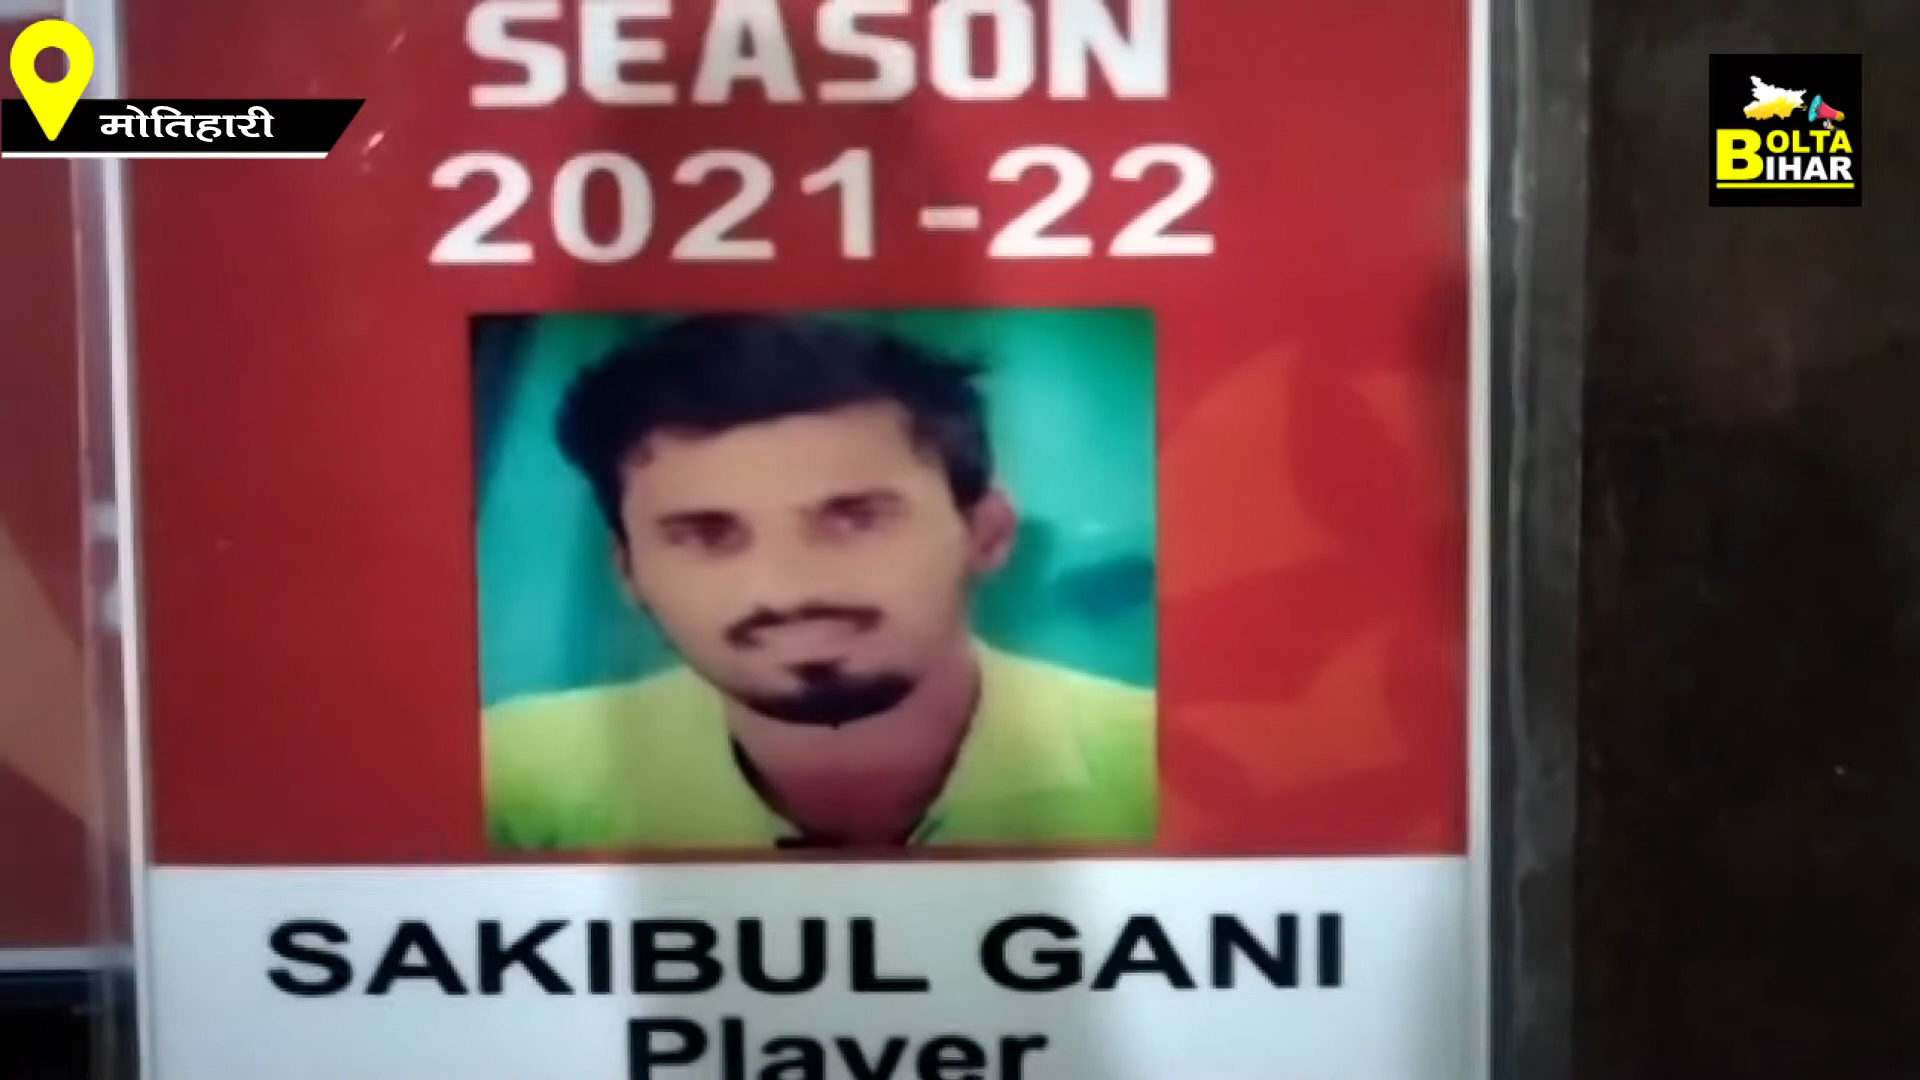 SEASON
2021-22
मोतिहारी
BOLTA
BIHAR
SAKIBUL GANI
Player